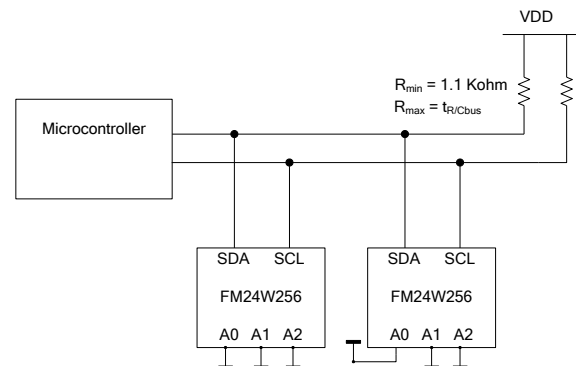 VDD
Rmin = 1.1 Kohm
Rmax = tR/Cbus
Microcontroller
SDA SCL
FM24W256
A0 A1 A2
SDA SCL
FM24W256
A0 A1 A2